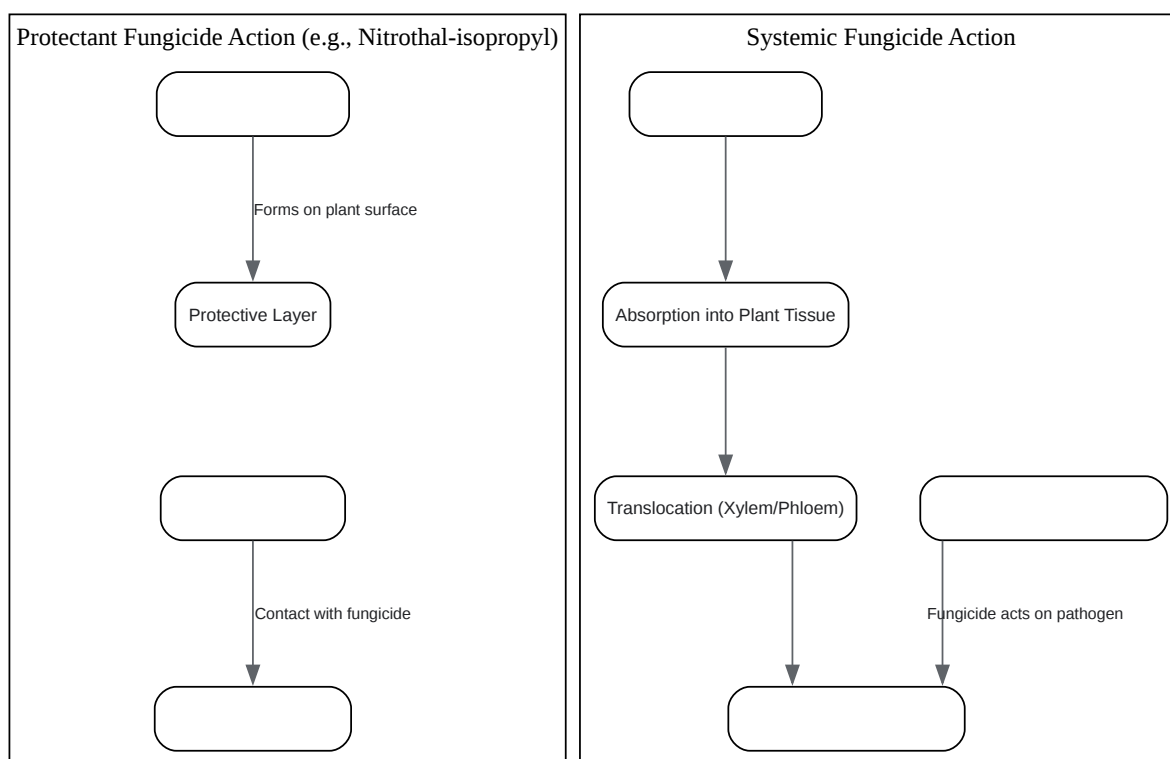 Protectant Fungicide Action (e.g., Nitrothal-isopropyl)
Forms on plant surface
Protective Layer
Contact with fungicide
Systemic Fungicide Action
Absorption into Plant Tissue
Translocation (Xylem/Phloem)
Fungicide acts on pathogen